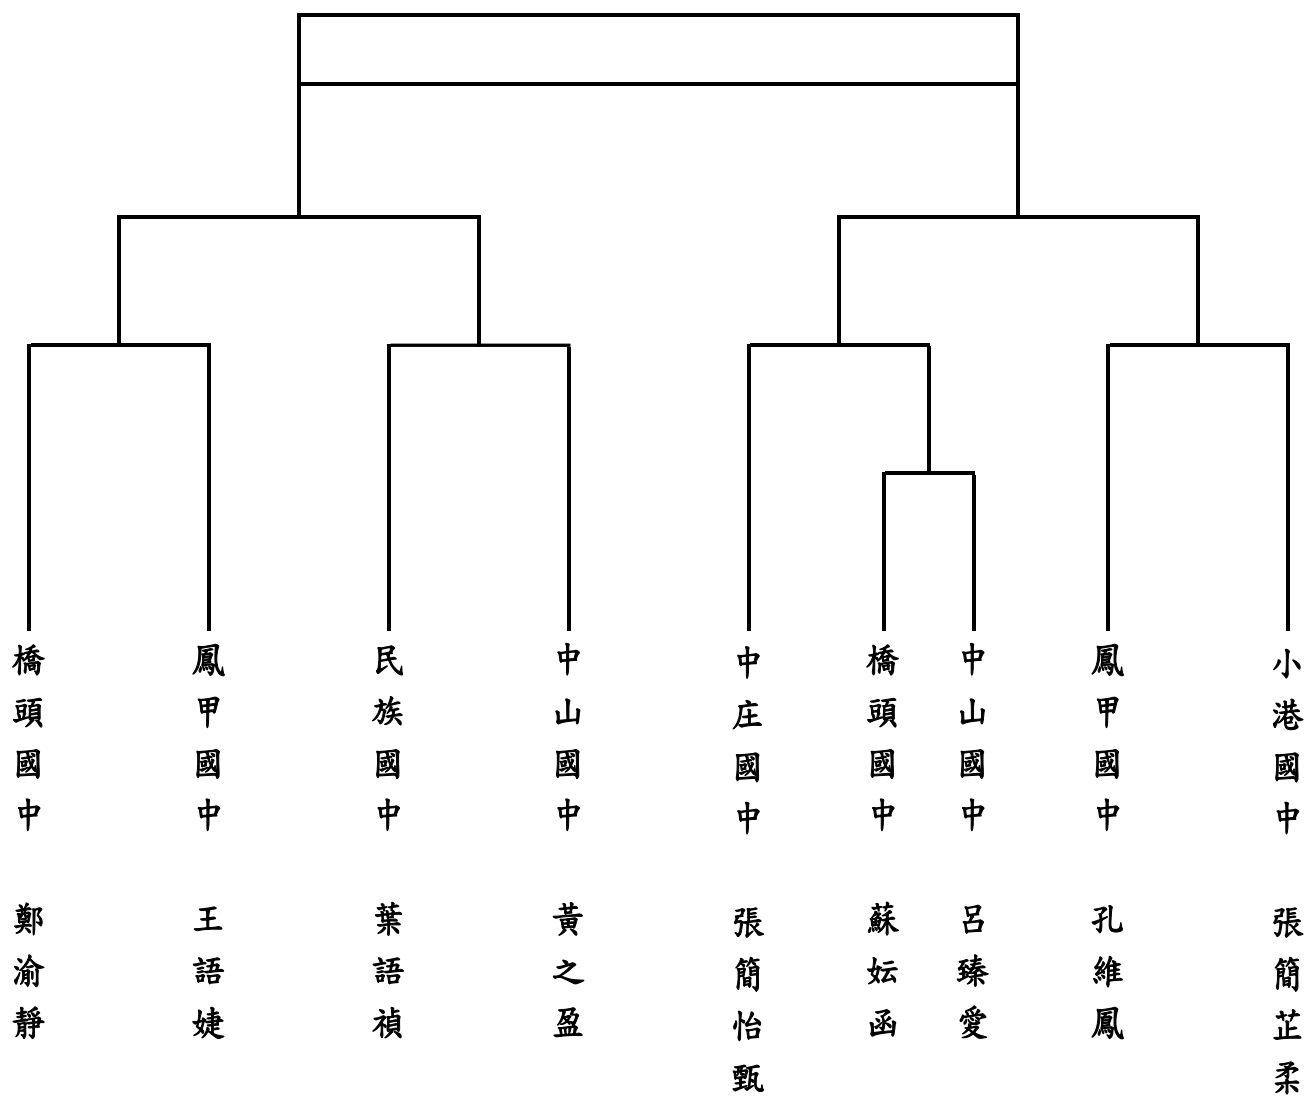 橋頭國中 鄭渝靜
鳳甲國中 王語婕
民族國中 葉語禎
中山國中 黃之盈
中庄國中 張簡怡甄
橋頭國中 蘇妘函
中山國中 呂臻愛
鳳甲國中 孔維鳳
小港國中 張簡芷柔